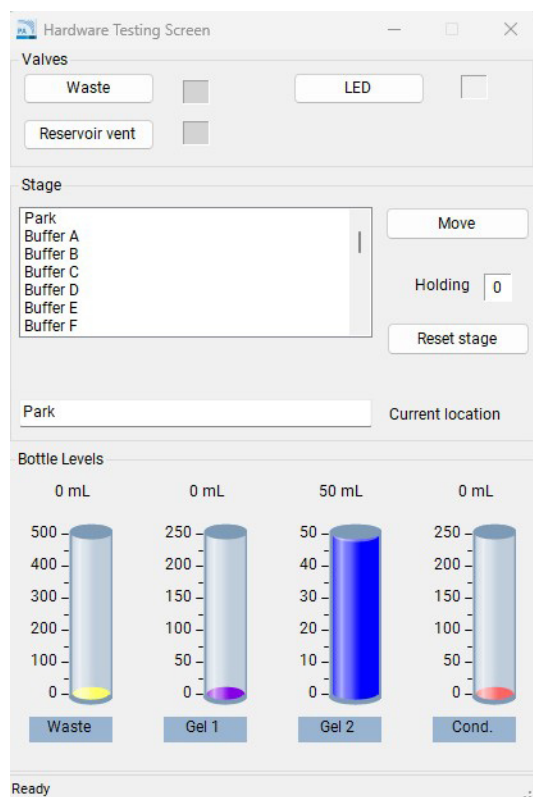 PA Hardware Testing Screen
Valves
Waste LED
Reservoir vent
Stage
Park
Buffer A
Buffer B
Buffer C
Buffer D
Buffer E
Buffer F
Move
Holding 0
Reset stage
Park Current location
Bottle Levels
0 mL 0 mL 50 mL 0 mL
500 250 50 250
400 200 40 200
300 150 30 150
200 100 20 100
100 50 10 50
0 0 0 0
Waste Gel 1 Gel 2 Cond.
Ready